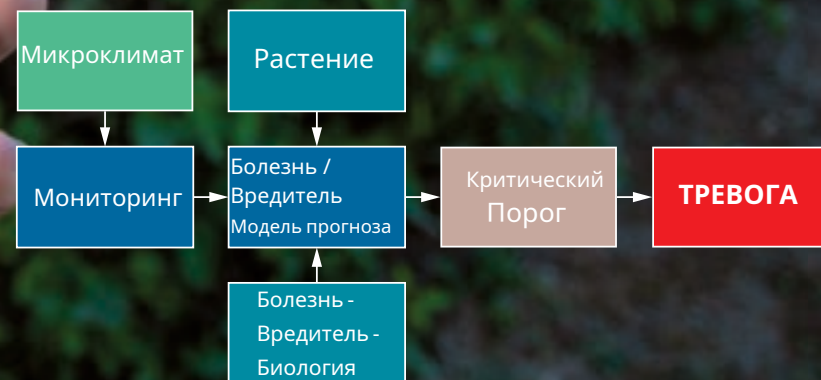 Микроклимат
Растение
Мониторинг
Болезнь /
Вредитель
Модель прогноза
Критический
Порог
ТРЕВОГА
Болезнь -
Вредитель -
Биология